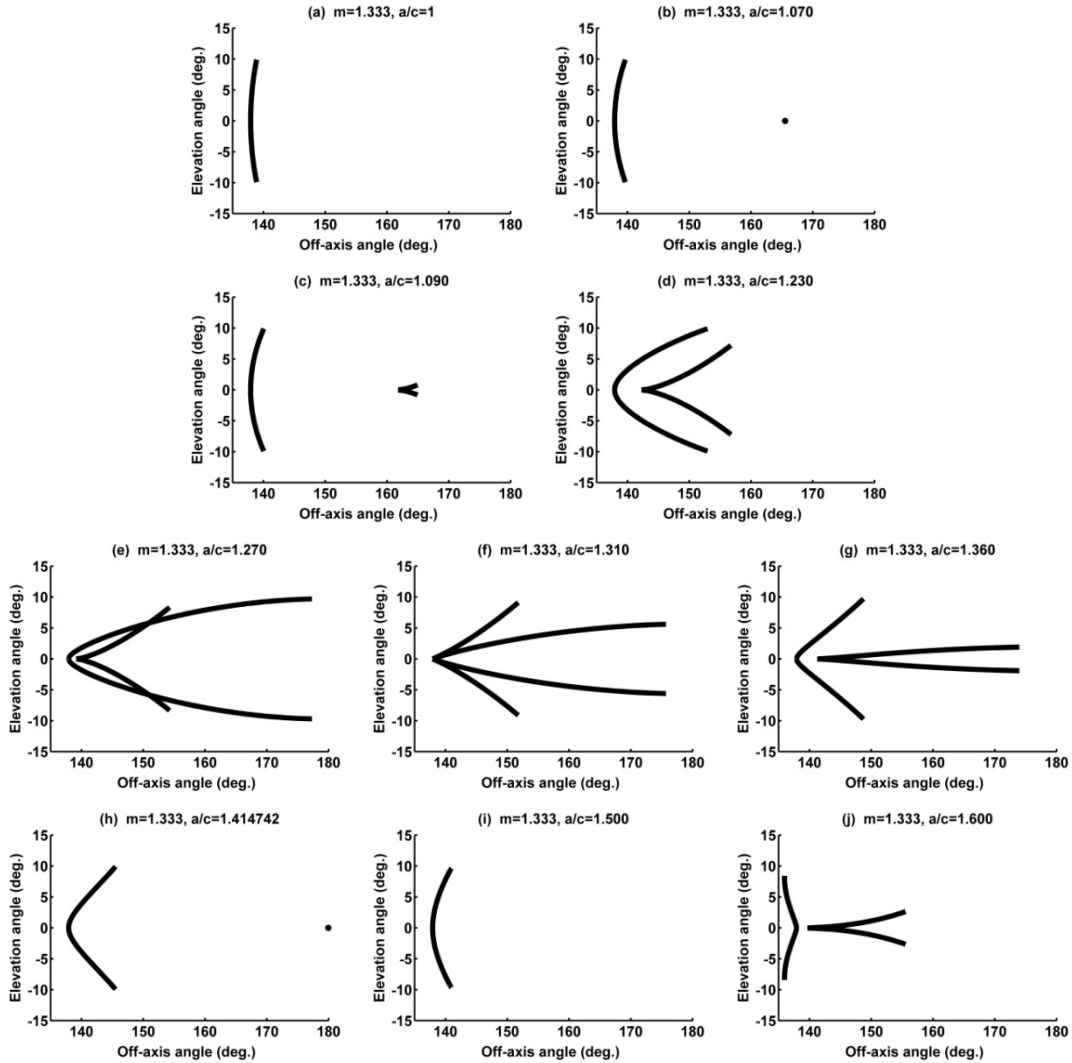 (a) m=1.333, a/c=1
15
10
5
0
-5
-10
-15
140 150 160 170 180
Elevation angle (deg.)
Off-axis angle (deg.)
(b) m=1.333, a/c=1.070
15
10
5
0
-5
-10
-15
140 150 160 170 180
Elevation angle (deg.)
Off-axis angle (deg.)
(c) m=1.333, a/c=1.090
15
10
5
0
-5
-10
-15
140 150 160 170 180
Elevation angle (deg.)
Off-axis angle (deg.)
(d) m=1.333, a/c=1.230
15
10
5
0
-5
-10
-15
140 150 160 170 180
Elevation angle (deg.)
Off-axis angle (deg.)
(e) m=1.333, a/c=1.270
15
10
5
0
-5
-10
-15
140 150 160 170 180
Elevation angle (deg.)
Off-axis angle (deg.)
(f) m=1.333, a/c=1.310
15
10
5
0
-5
-10
-15
140 150 160 170 180
Elevation angle (deg.)
Off-axis angle (deg.)
(g) m=1.333, a/c=1.360
15
10
5
0
-5
-10
-15
140 150 160 170 180
Elevation angle (deg.)
Off-axis angle (deg.)
(h) m=1.333, a/c=1.414742
15
10
5
0
-5
-10
-15
140 150 160 170 180
Elevation angle (deg.)
Off-axis angle (deg.)
(i) m=1.333, a/c=1.500
15
10
5
0
-5
-10
-15
140 150 160 170 180
Elevation angle (deg.)
Off-axis angle (deg.)
(j) m=1.333, a/c=1.600
15
10
5
0
-5
-10
-15
140 150 160 170 180
Elevation angle (deg.)
Off-axis angle (deg.)